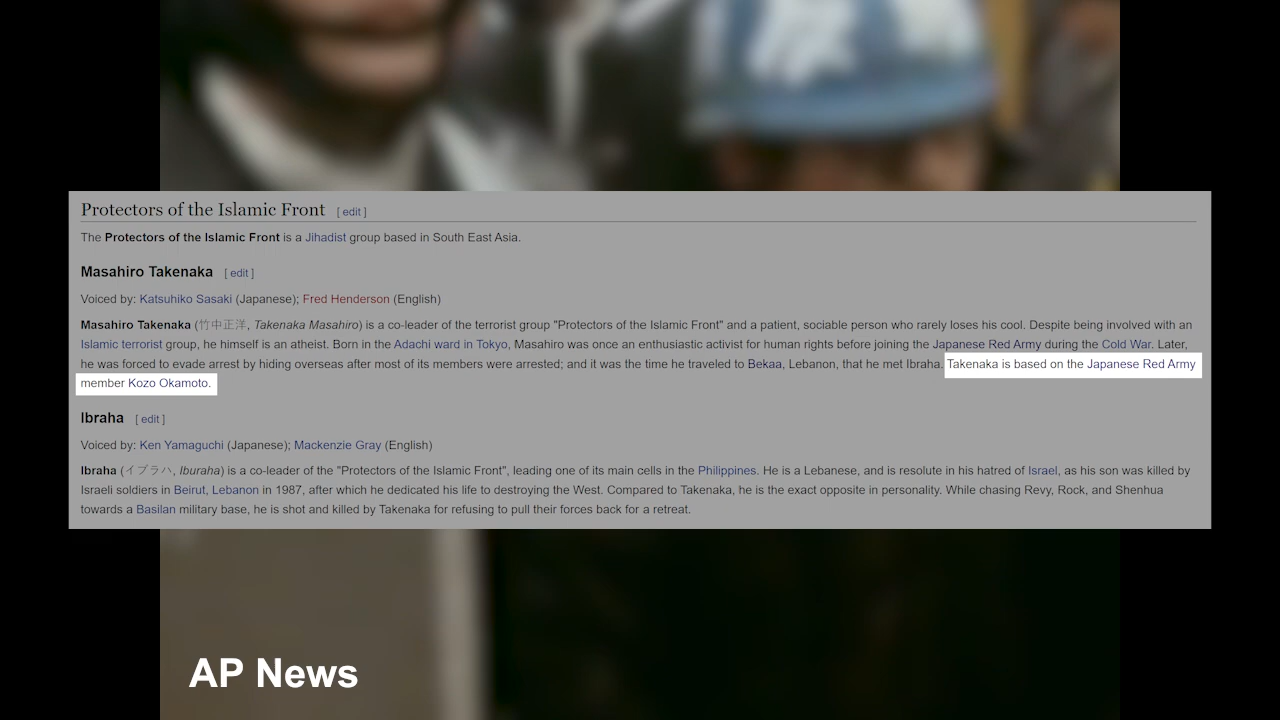 Protectors of the Islamic Front [ edit ]
The Protectors of the Islamic Front is a Jihadist group based in South East Asia.
Masahiro Takenaka [ edit ]
Voiced by: Katsuhiko Sasaki (Japanese); Fred Henderson (English)
Masahiro Takenaka (竹中正洋, Takenaka Masahiro) is a co-leader of the terrorist group "Protectors of the Islamic Front" and a patient, sociable person who rarely loses his cool. Despite being involved with an
Islamic terrorist group, he himself is an atheist. Born in the Adachi ward in Tokyo, Masahiro was once an enthusiastic activist for human rights before joining the Japanese Red Army during the Cold War. Later,
he was forced to evade arrest by hiding overseas after most of its members were arrested; and it was the time he traveled to Bekaa, Lebanon, that he met Ibraha. Takenaka is based on the Japanese Red Army
member Kozo Okamoto.
Ibraha [ edit ]
Voiced by: Ken Yamaguchi (Japanese); Mackenzie Gray (English)
Ibraha (イブラハ, Iburaha) is a co-leader of the "Protectors of the Islamic Front", leading one of its main cells in the Philippines. He is a Lebanese, and is resolute in his hatred of Israel, as his son was killed by
Israeli soldiers in Beirut, Lebanon in 1987, after which he dedicated his life to destroying the West. Compared to Takenaka, he is the exact opposite in personality. While chasing Revy, Rock, and Shenhua
towards a Basilan military base, he is shot and killed by Takenaka for refusing to pull their forces back for a retreat.
AP News